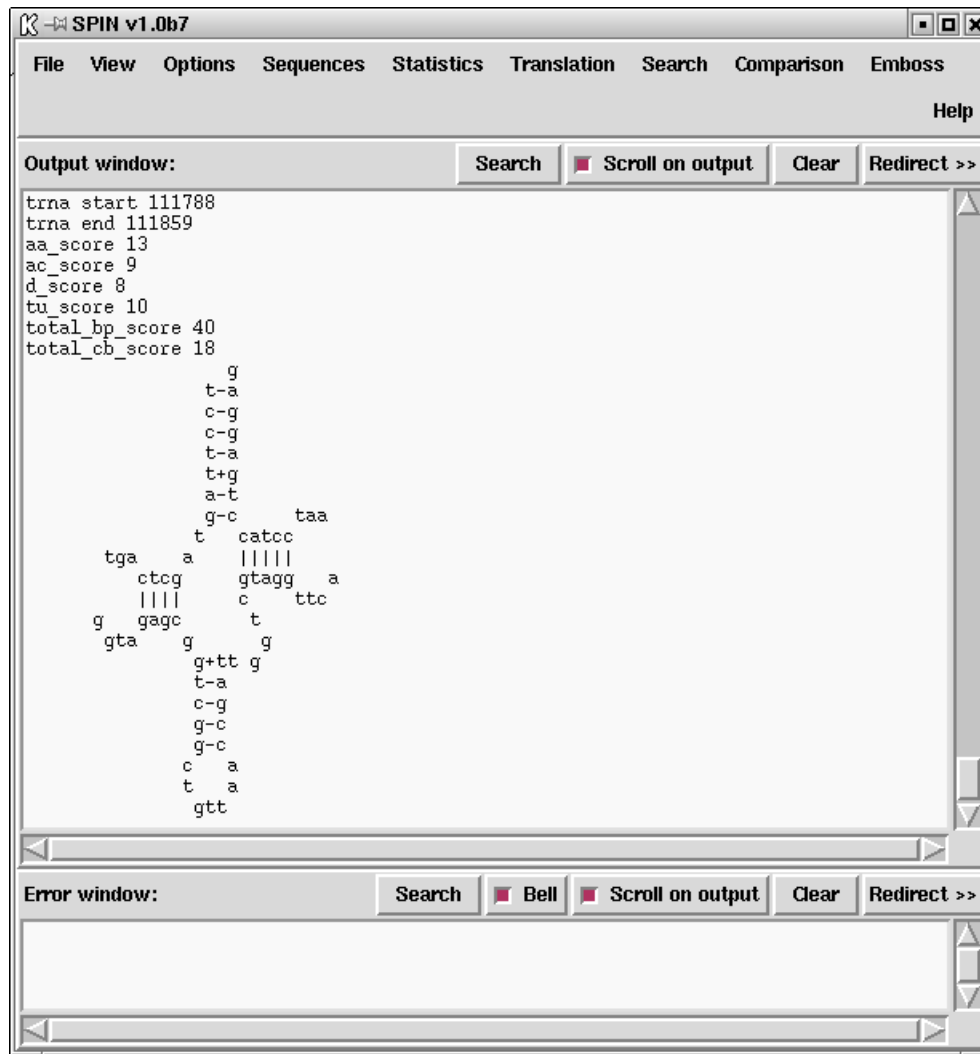 SPIN v1.0b7
File View Options Sequences Statistics Translation Search Comparison Emboss
Help
Output window: Search Scroll on output Clear Redirect >>
trna start 111788
trna end 111859
aa_score 13
ac_score 9
d_score 8
tu_score 10
total_bp_score 40
total_cb_score 18
                  g
                t-a
                c-g
                c-g
                t-a
                t+g
                a-t
                g-c     taa
               t   catcc
       tga    a    |||||
          ctcg     gtagg   a
          ||||     c    ttc
      g   gagc      t
       gta    g      g
               g+tt g
               t-a
               c-g
               g-c
               g-c
              c   a
              t   a
               gtt
Error window: Search Bell Scroll on output Clear Redirect >>